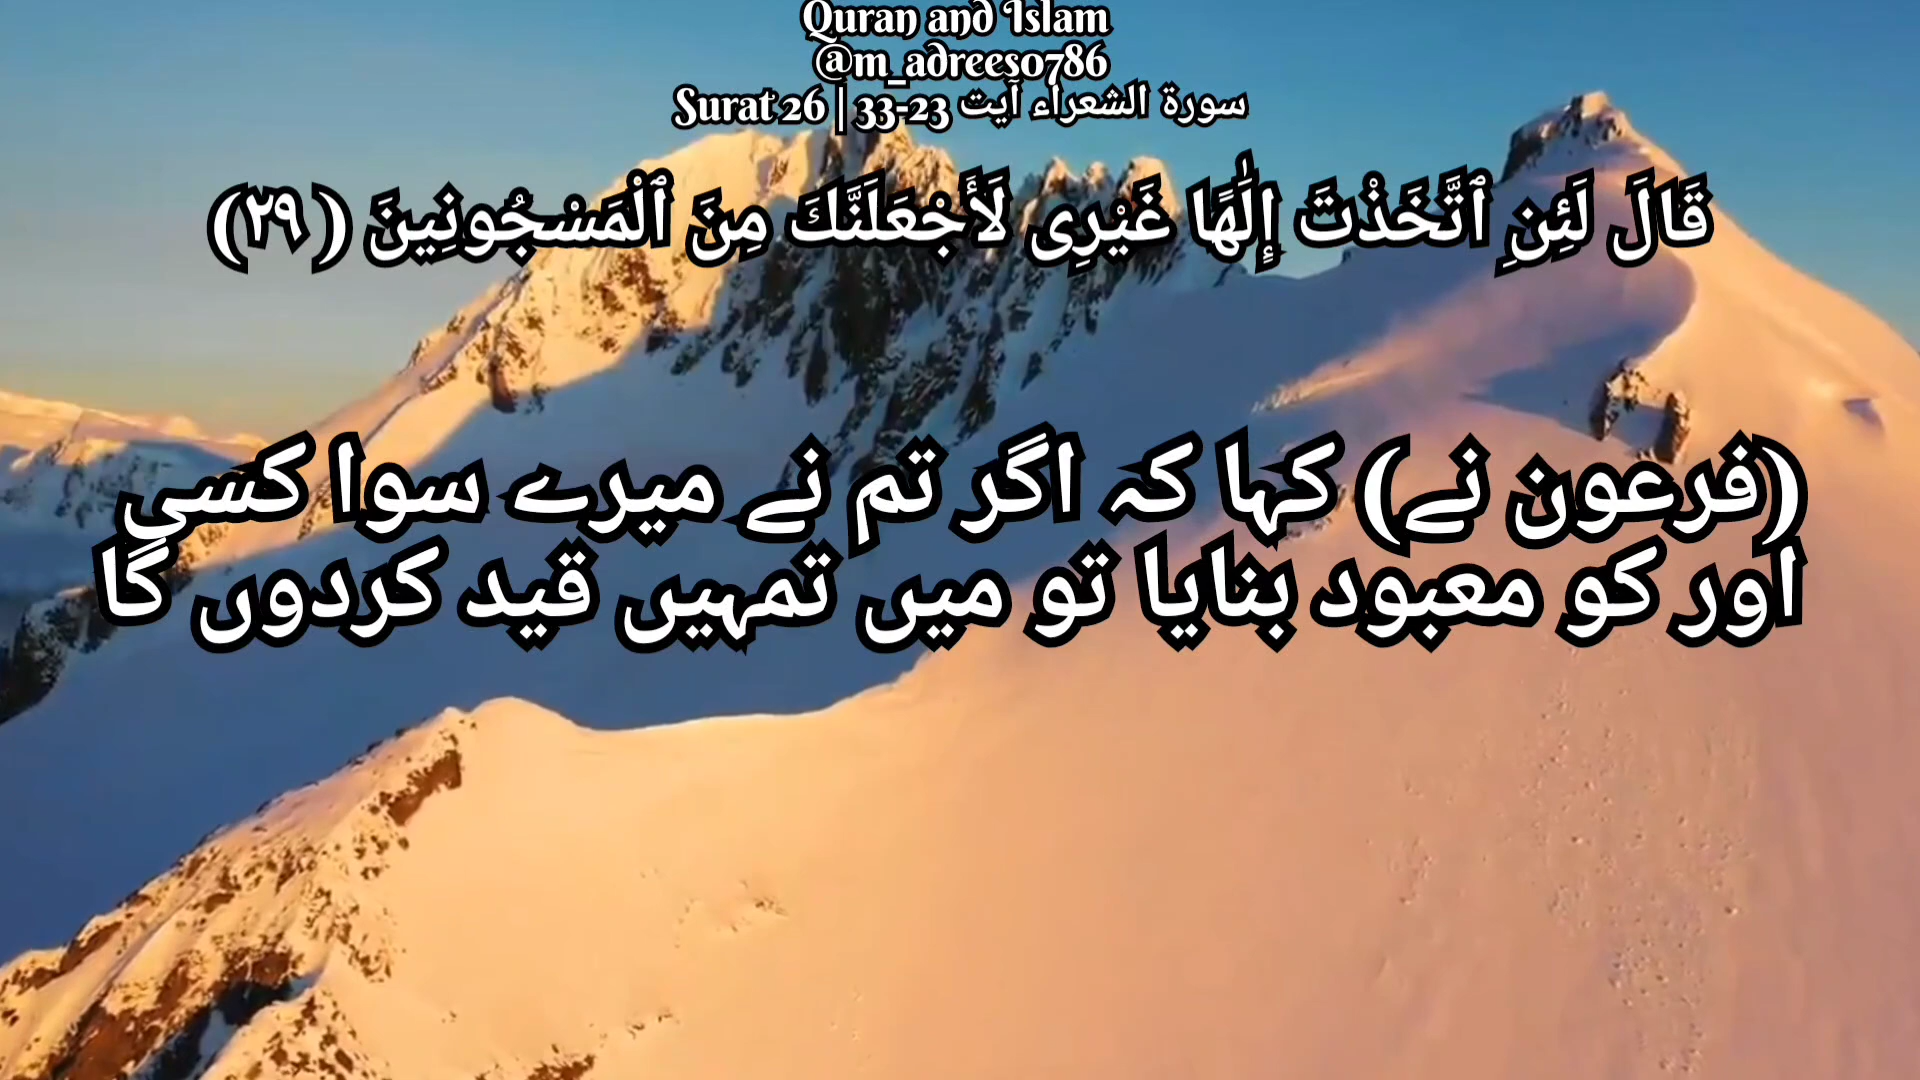 Quran and Islam
@m_adrees0786
Surat 26 | 33-23 سورة الشعراء آیت
قَالَ لَئِنِ ٱتَّخَذْتَ إِلَٰهًا غَيْرِى لَأَجْعَلَنَّكَ مِنَ ٱلْمَسْجُونِينَ (٢٩)
(فرعون نے) کہا کہ اگر تم نے میرے سوا کسی
اور کو معبود بنایا تو میں تمہیں قید کردوں گا